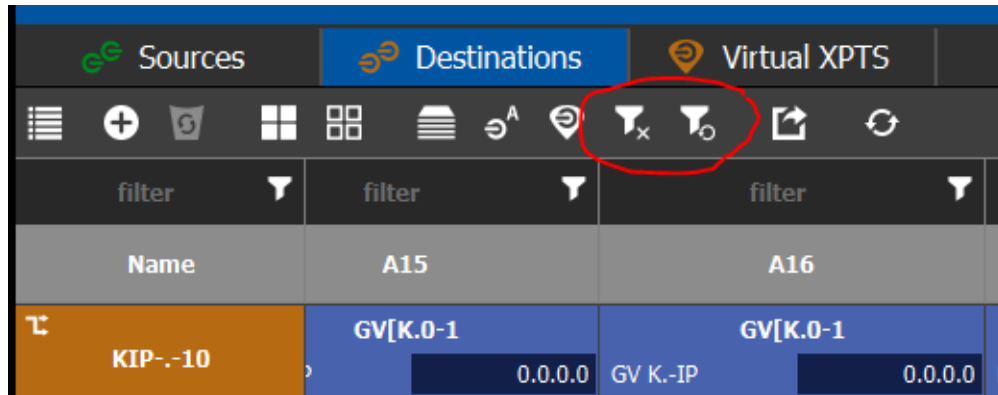 Sources Destinations Virtual XPTS
A
filter filter filter
Name A15 A16
GV[K.0-1 GV[K.0-1
KIP-.-10
0.0.0.0 GV K.-IP 0.0.0.0